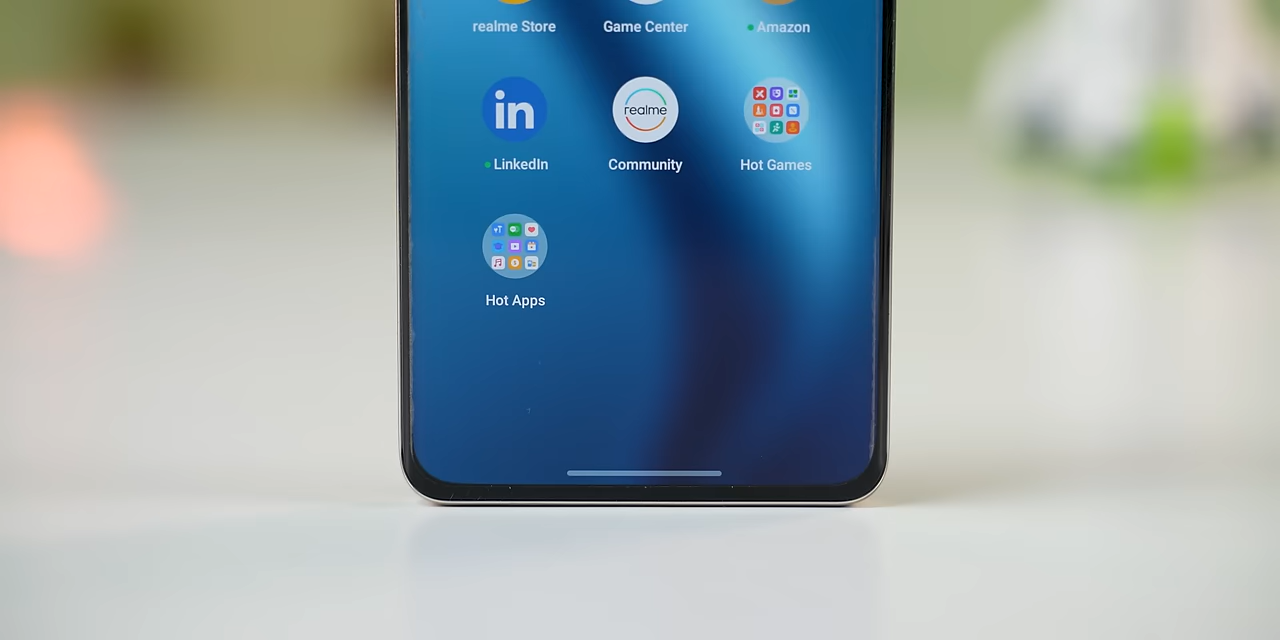 realme Store
Game Center
Amazon
in
realme
LinkedIn
Community
Hot Games
Hot Apps